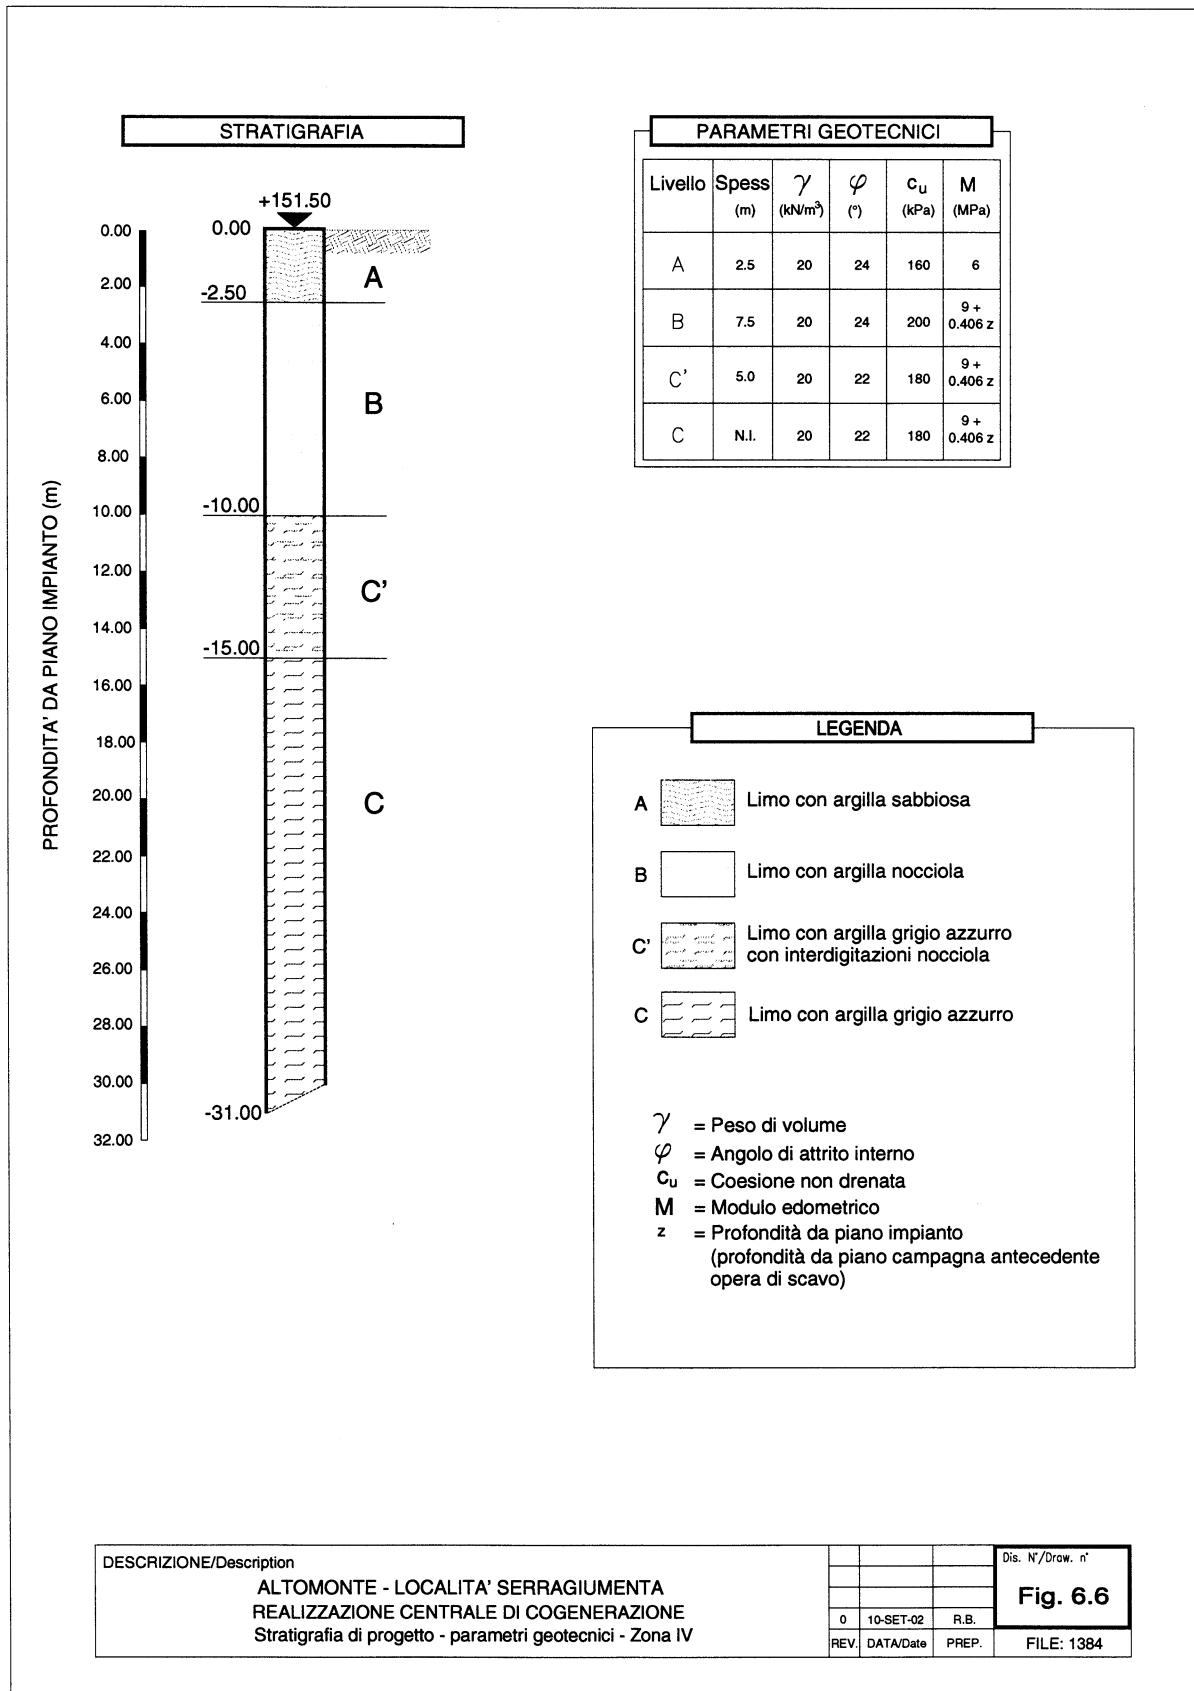 STRATIGRAFIA
+151.50
0.00
-2.50
-10.00
-15.00
-31.00
A
B
C'
C
PROFONDITA' DA PIANO IMPIANTO (m)
0.00
2.00
4.00
6.00
8.00
10.00
12.00
14.00
16.00
18.00
20.00
22.00
24.00
26.00
28.00
30.00
32.00
PARAMETRI GEOTECNICI
Livello Spess (m) γ (kN/m³) φ (°) cu (kPa) M (MPa)
A 2.5 20 24 160 6
B 7.5 20 24 200 9 + 0.406 z
C' 5.0 20 22 180 9 + 0.406 z
C N.I. 20 22 180 9 + 0.406 z
LEGENDA
A Limo con argilla sabbiosa
B Limo con argilla nocciola
C' Limo con argilla grigio azzurro
con interdigitazioni nocciola
C Limo con argilla grigio azzurro
γ = Peso di volume
φ = Angolo di attrito interno
cu = Coesione non drenata
M = Modulo edometrico
z = Profondità da piano impianto
(profondità da piano campagna antecedente
opera di scavo)
DESCRIZIONE/Description
ALTOMONTE - LOCALITA' SERRAGIUMENTA
REALIZZAZIONE CENTRALE DI COGENERAZIONE
Stratigrafia di progetto - parametri geotecnici - Zona IV
0 10-SET-02 R.B.
REV. DATA/Date PREP.
Dis. N°/Draw. n°
Fig. 6.6
FILE: 1384